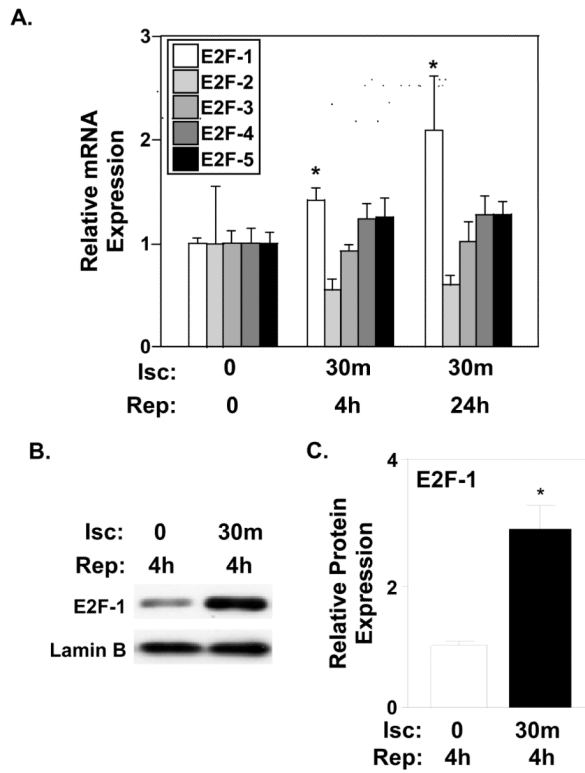 A.
3
2
1
0
Relative mRNA
Expression
E2F-1
E2F-2
E2F-3
E2F-4
E2F-5
*
*
Isc: 0 30m 30m
Rep: 0 4h 24h
B.
Isc: 0 30m
Rep: 4h 4h
E2F-1
Lamin B
C.
4
2
0
Relative Protein
Expression
E2F-1
*
Isc: 0 30m
Rep: 4h 4h